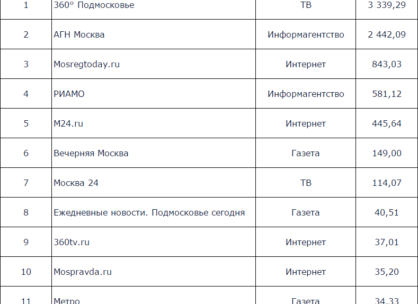 1 360° Подмосковье ТВ 3 339,29
2 АГН Москва Информагентство 2 442,09
3 Mosregtoday.ru Интернет 843,03
4 РИАМО Информагентство 581,12
5 M24.ru Интернет 445,64
6 Вечерняя Москва Газета 149,00
7 Москва 24 ТВ 114,07
8 Ежедневные новости. Подмосковье сегодня Газета 40,51
9 360tv.ru Интернет 37,01
10 Mospravda.ru Интернет 35,20
11 Метро Газета 34,33